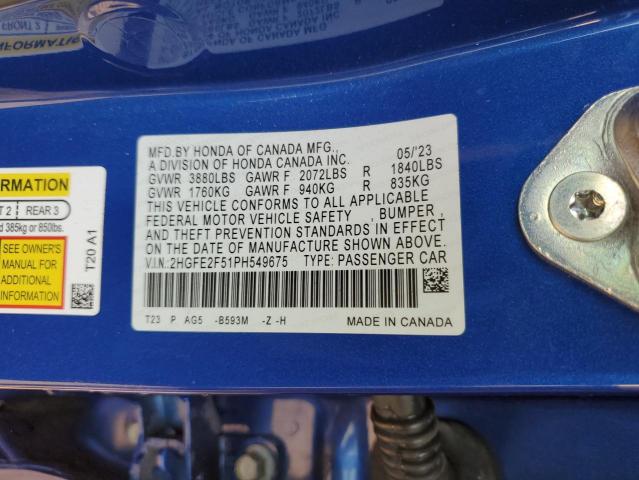 MFD.BY HONDA OF CANADA MFG., 05/'23
A DIVISION OF HONDA CANADA INC.
GVWR 3880LBS GAWR F 2072LBS R 1840LBS
GVWR 1760KG GAWR F 940KG R 835KG
THIS VEHICLE CONFORMS TO ALL APPLICABLE
FEDERAL MOTOR VEHICLE SAFETY , BUMPER ,
AND THEFT PREVENTION STANDARDS IN EFFECT
ON THE DATE OF MANUFACTURE SHOWN ABOVE.
V.I.N.:2HGFE2F51PH549675 TYPE: PASSENGER CAR
T23 P AG5 -B593M -Z -H MADE IN CANADA
RMATION
T 2 REAR 3
d 385kg or 850lbs.
SEE OWNER'S
MANUAL FOR
ADDITIONAL
INFORMATION
T20 A1